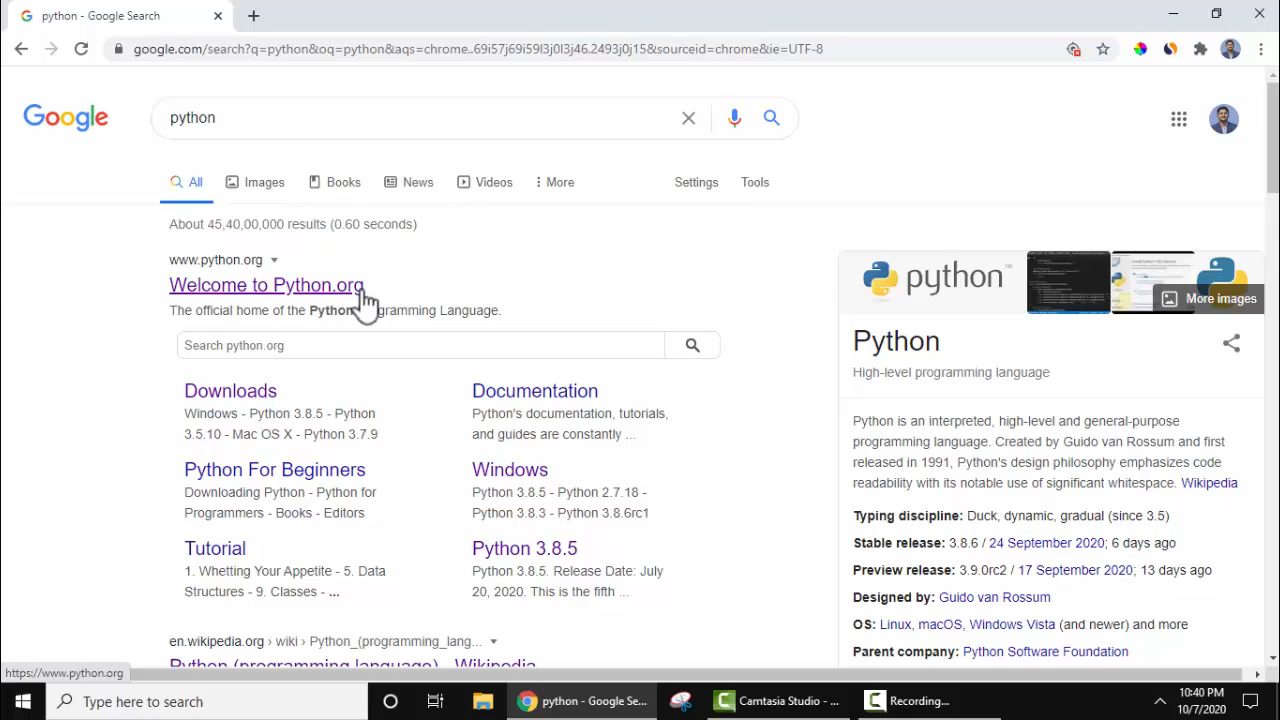 python - Google Search
google.com/search?q=python&oq=python&aqs=chrome..69i57j69i59l3j0l3j46.2493j0j15&sourceid=chrome&ie=UTF-8
Google
python
All
Images
Books
News
Videos
More
Settings
Tools
About 45,40,00,000 results (0.60 seconds)
www.python.org
Welcome to Python.org
The official home of the Python Programming Language.
Search python.org
Downloads
Windows - Python 3.8.5 - Python
3.5.10 - Mac OS X - Python 3.7.9
Documentation
Python's documentation, tutorials,
and guides are constantly ...
Python For Beginners
Downloading Python - Python for
Programmers - Books - Editors
Windows
Python 3.8.5 - Python 2.7.18 -
Python 3.8.3 - Python 3.8.6rc1
Tutorial
1. Whetting Your Appetite - 5. Data
Structures - 9. Classes - ...
Python 3.8.5
Python 3.8.5. Release Date: July
20, 2020. This is the fifth ...
en.wikipedia.org › wiki › Python_(programming_lang...
Python (programming language) - Wikipedia
python™
More images
Python
High-level programming language
Python is an interpreted, high-level and general-purpose
programming language. Created by Guido van Rossum and first
released in 1991, Python's design philosophy emphasizes code
readability with its notable use of significant whitespace. Wikipedia
Typing discipline: Duck, dynamic, gradual (since 3.5)
Stable release: 3.8.6 / 24 September 2020; 6 days ago
Preview release: 3.9.0rc2 / 17 September 2020; 13 days ago
Designed by: Guido van Rossum
OS: Linux, macOS, Windows Vista (and newer) and more
Parent company: Python Software Foundation
https://www.python.org
Type here to search
python - Google Se...
Camtasia Studio - ...
Recording...
10:40 PM
10/7/2020